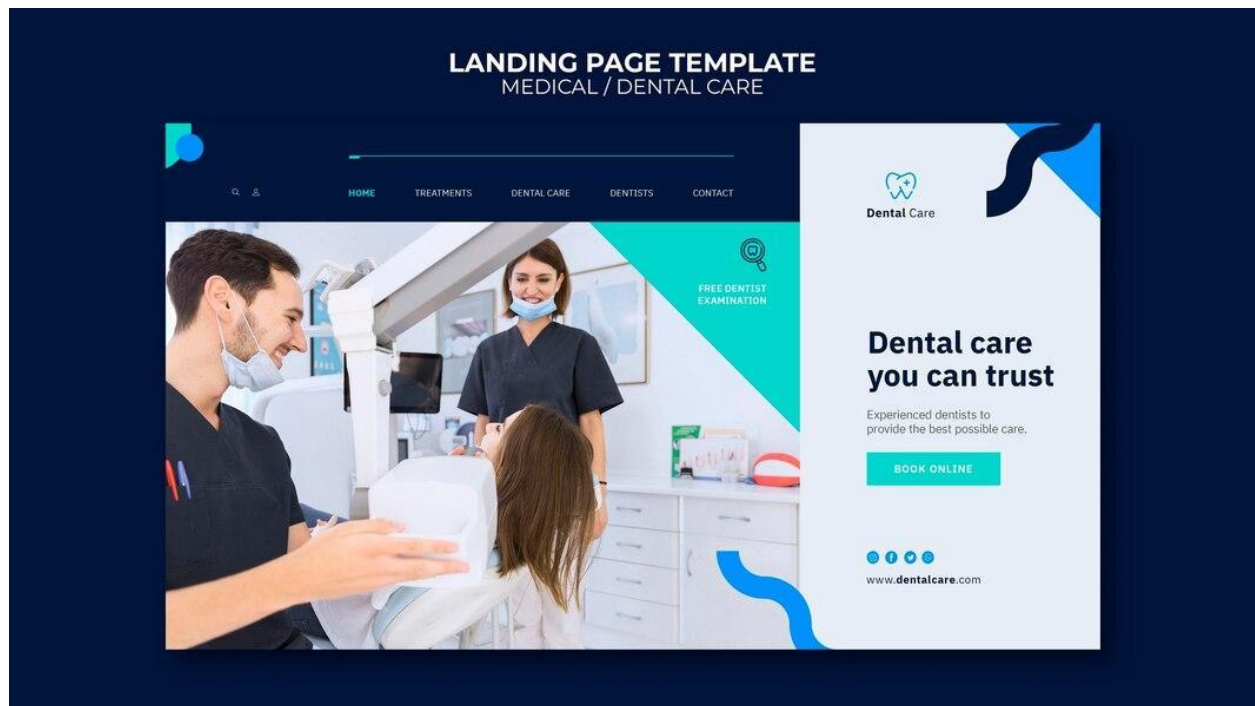 LANDING PAGE TEMPLATE
MEDICAL / DENTAL CARE
HOME
TREATMENTS
DENTAL CARE
DENTISTS
CONTACT
FREE DENTIST
EXAMINATION
Dental Care
Dental care
you can trust
Experienced dentists to
provide the best possible care.
BOOK ONLINE
www.dentalcare.com